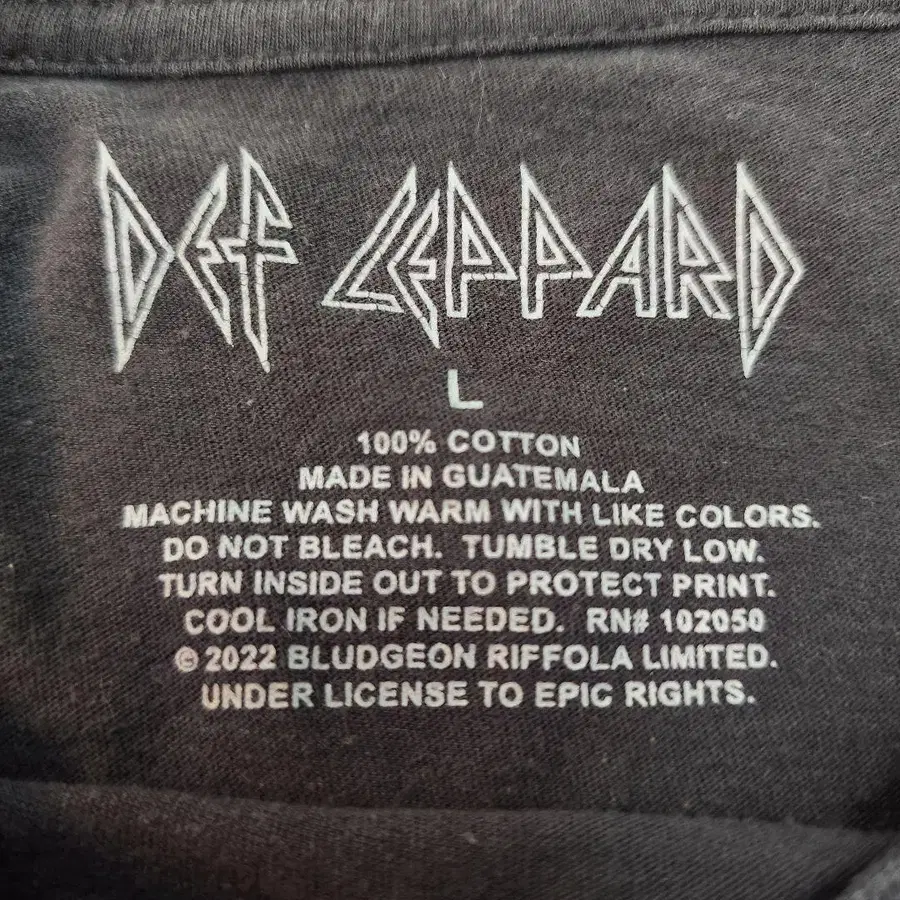 DEF LEPPARD
L
100% COTTON
MADE IN GUATEMALA
MACHINE WASH WARM WITH LIKE COLORS.
DO NOT BLEACH. TUMBLE DRY LOW.
TURN INSIDE OUT TO PROTECT PRINT.
COOL IRON IF NEEDED. RN# 102050
© 2022 BLUDGEON RIFFOLA LIMITED.
UNDER LICENSE TO EPIC RIGHTS.